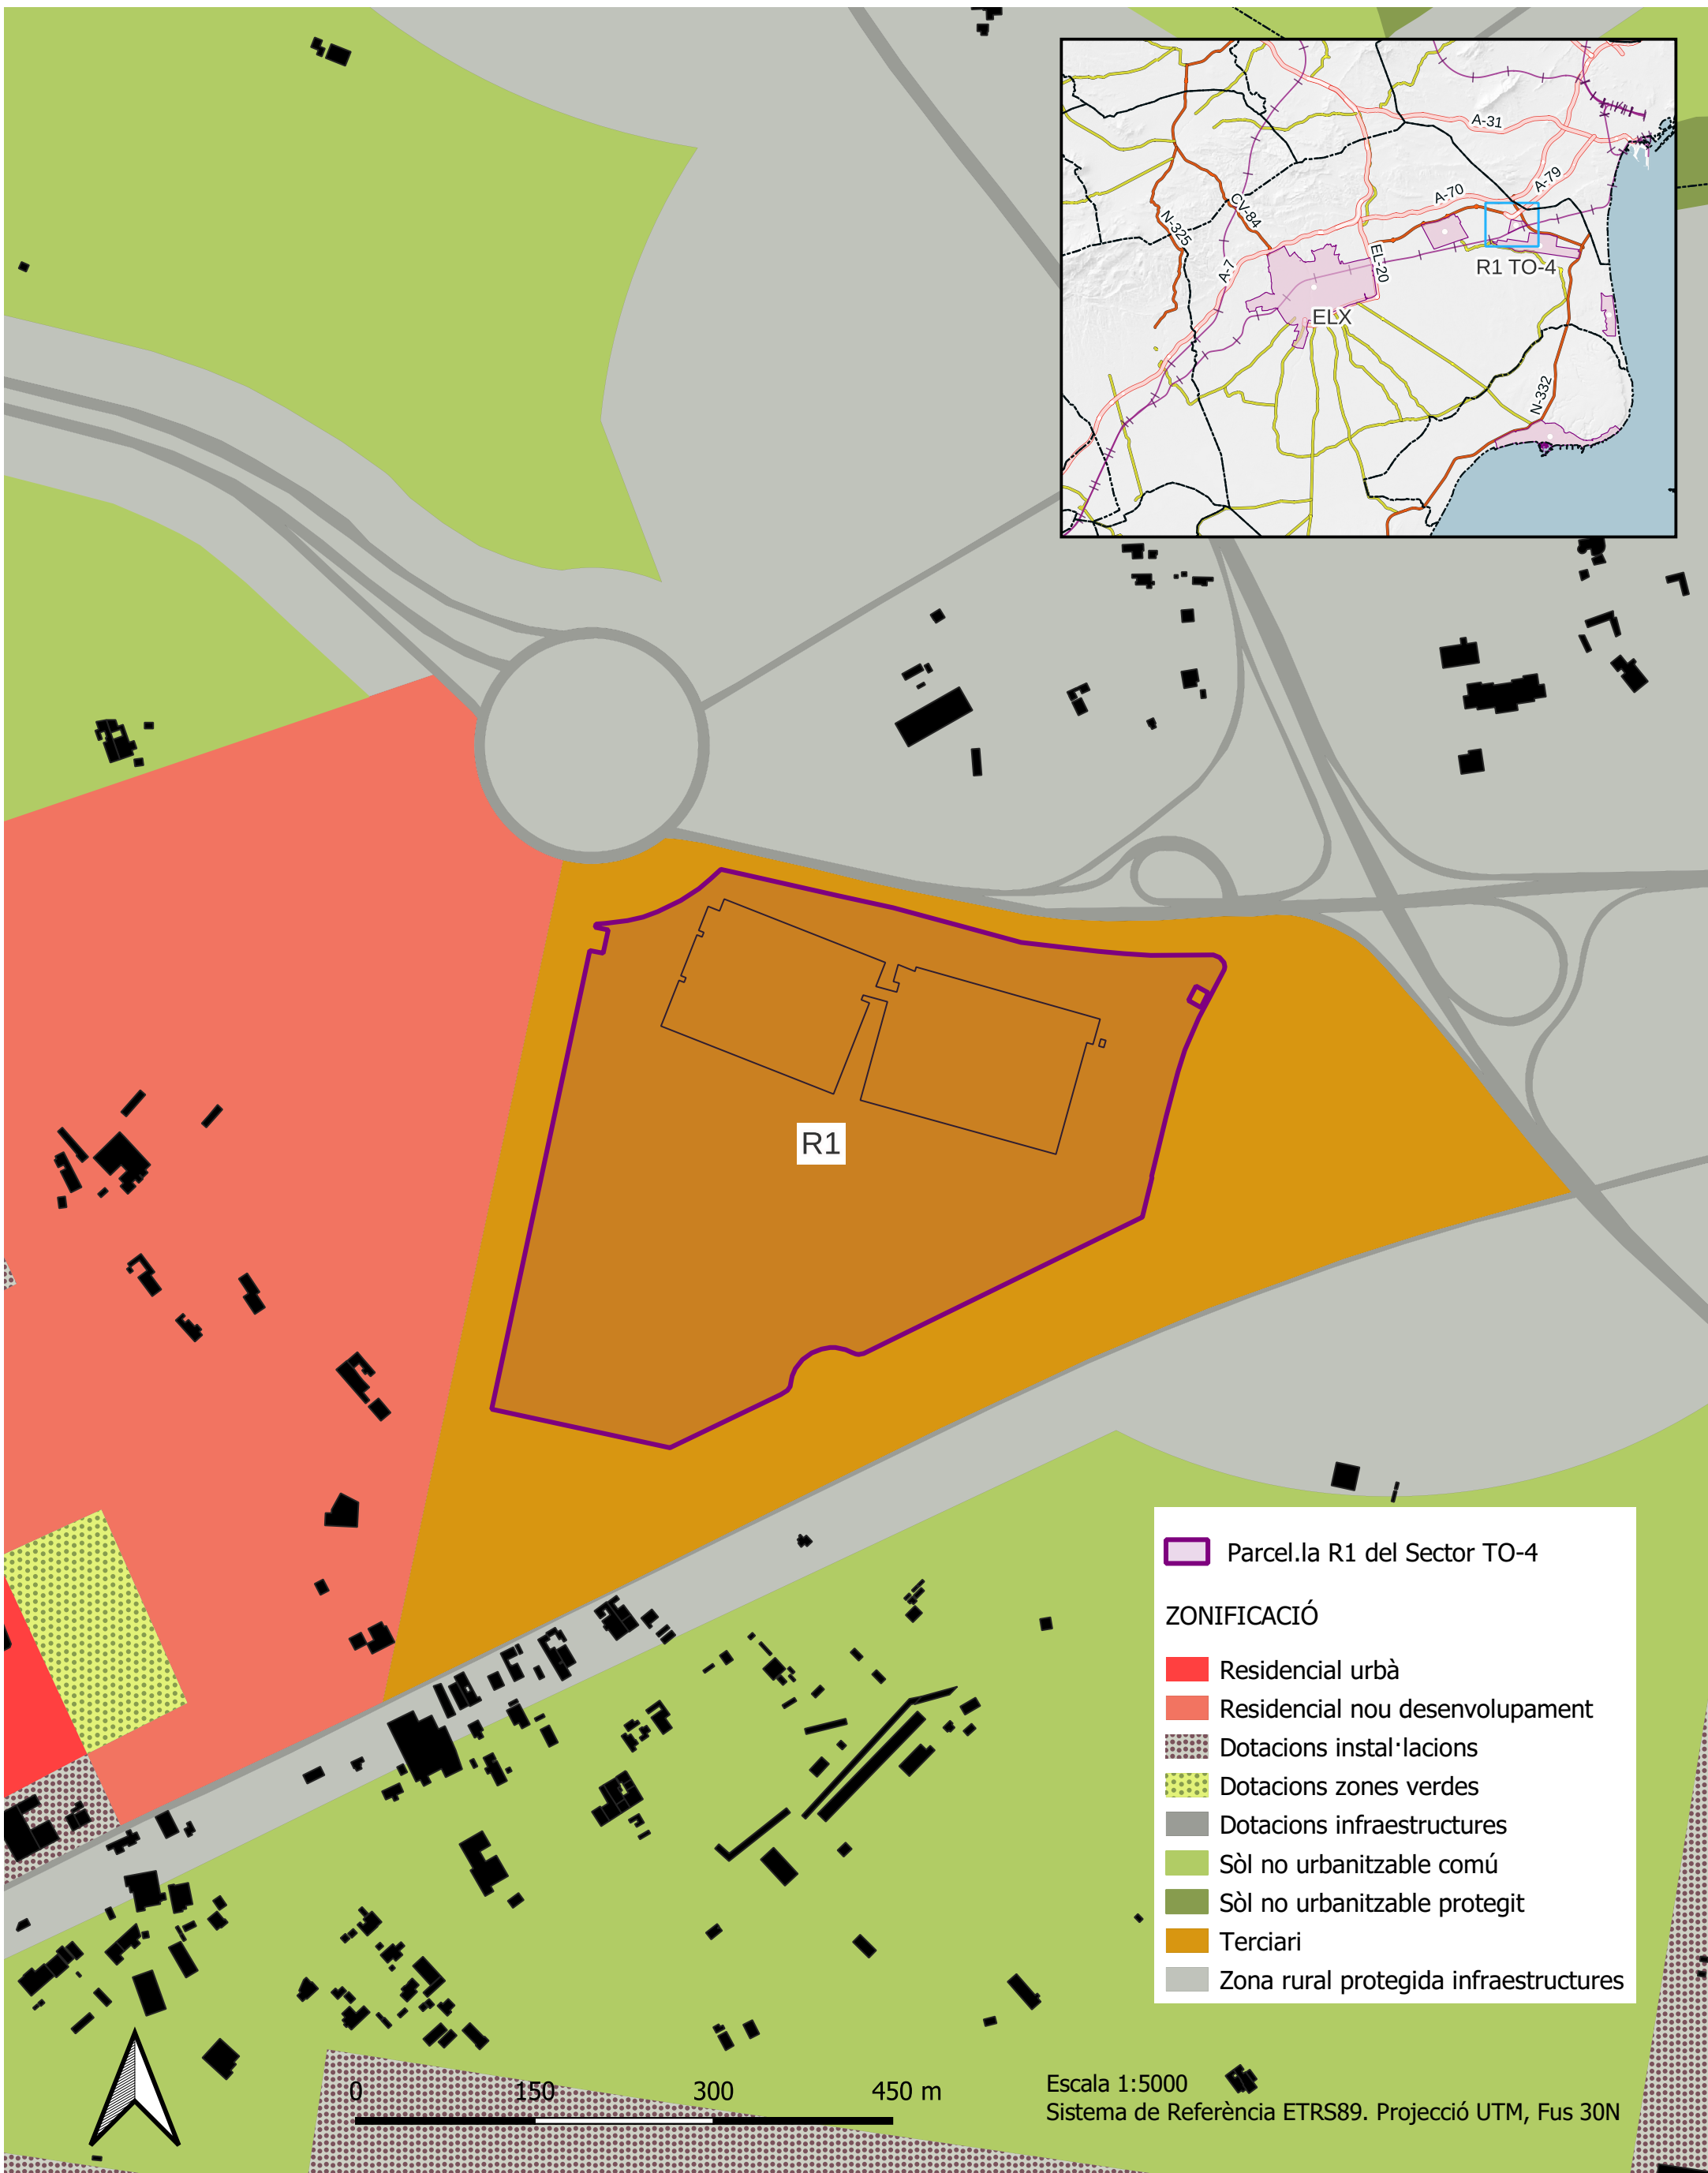 A-31
A-79
A-70
CV-84
N-325
A-7
EL-20
R1 TO-4
ELX
N-332
R1
Parcel.la R1 del Sector TO-4
ZONIFICACIÓ
Residencial urbà
Residencial nou desenvolupament
Dotacions instal·lacions
Dotacions zones verdes
Dotacions infraestructures
Sòl no urbanitzable comú
Sòl no urbanitzable protegit
Terciari
Zona rural protegida infraestructures
0 150 300 450 m
Escala 1:5000
Sistema de Referència ETRS89. Projecció UTM, Fus 30N